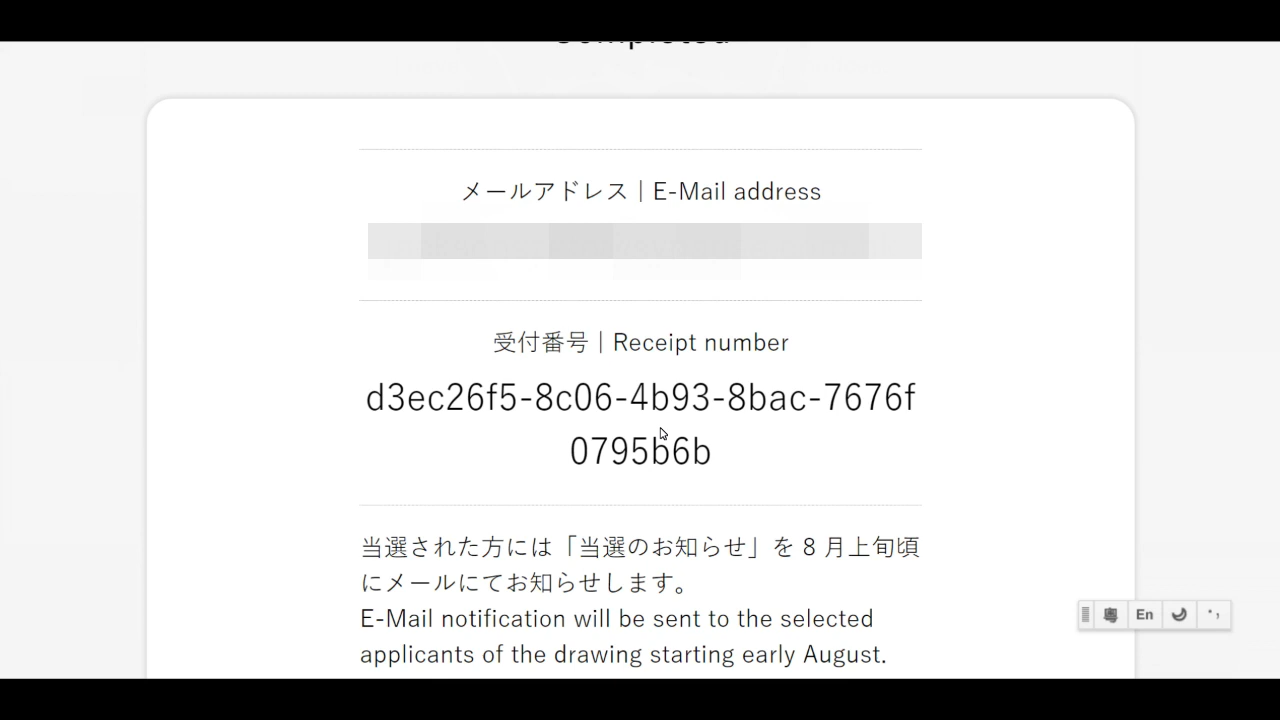 Completed
メールアドレス｜E-Mail address
受付番号｜Receipt number
d3ec26f5-8c06-4b93-8bac-7676f
0795b6b
当選された方には「当選のお知らせ」を 8 月上旬頃
にメールにてお知らせします。
E-Mail notification will be sent to the selected
applicants of the drawing starting early August.
粤 En